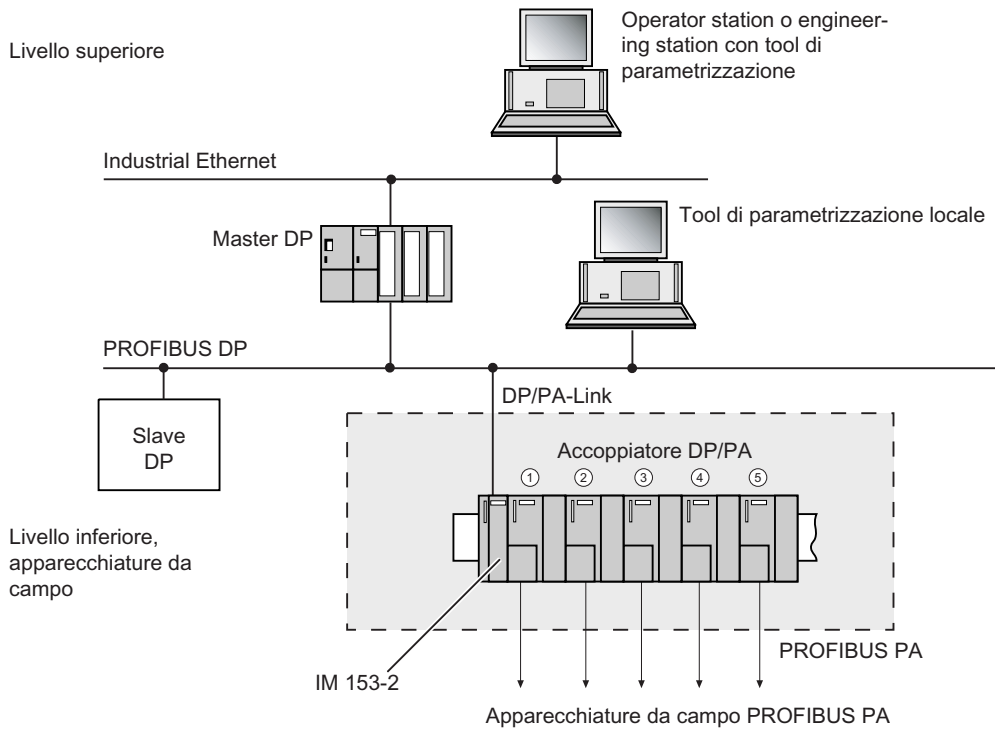 Livello superiore
Operator station o engineer-
ing station con tool di
parametrizzazione
Industrial Ethernet
Master DP
Tool di parametrizzazione locale
PROFIBUS DP
DP/PA-Link
Slave
DP
Accoppiatore DP/PA
1 2 3 4 5
Livello inferiore,
apparecchiature da
campo
PROFIBUS PA
IM 153-2
Apparecchiature da campo PROFIBUS PA